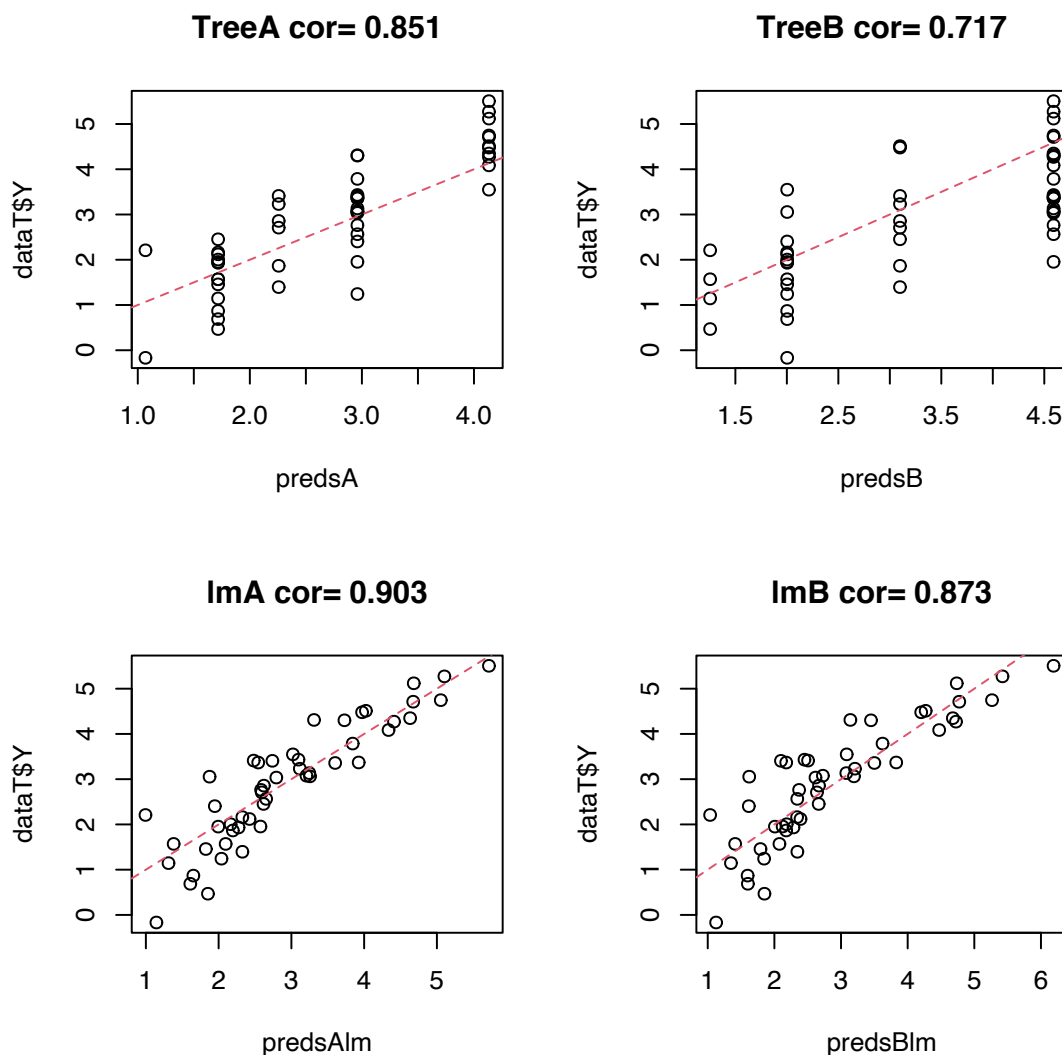 TreeA cor= 0.851
dataT$Y
0 1 2 3 4 5
1.0 2.0 3.0 4.0
predsA
TreeB cor= 0.717
dataT$Y
0 1 2 3 4 5
1.5 2.5 3.5 4.5
predsB
lmA cor= 0.903
dataT$Y
0 1 2 3 4 5
1 2 3 4 5
predsAlm
lmB cor= 0.873
dataT$Y
0 1 2 3 4 5
1 2 3 4 5 6
predsBlm